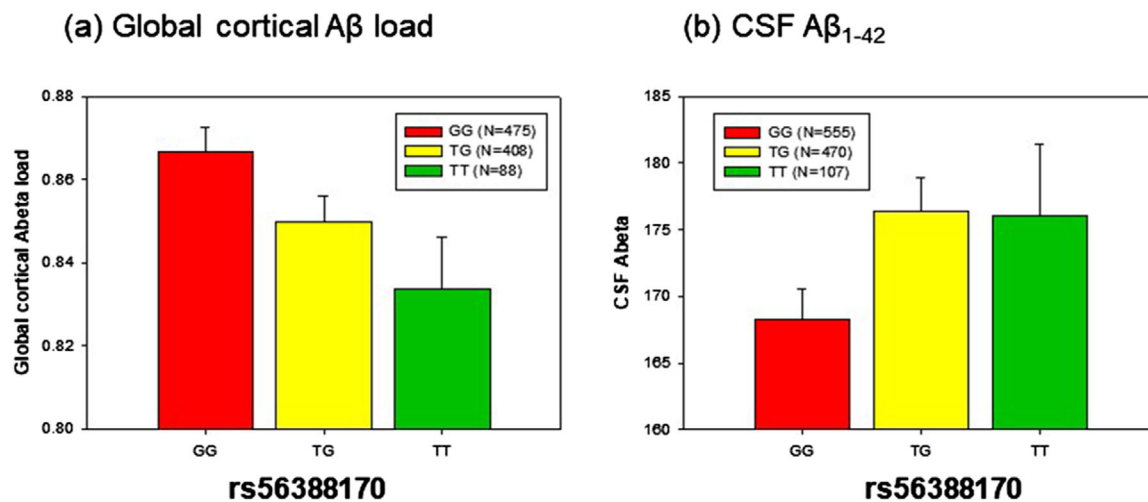 (a) Global cortical Aβ load
0.88
0.86
0.84
0.82
0.80
Global cortical Abeta load
GG (N=475)
TG (N=408)
TT (N=88)
GG
TG
TT
rs56388170
(b) CSF Aβ₁₋₄₂
185
180
175
170
165
160
CSF Abeta
GG (N=555)
TG (N=470)
TT (N=107)
GG
TG
TT
rs56388170